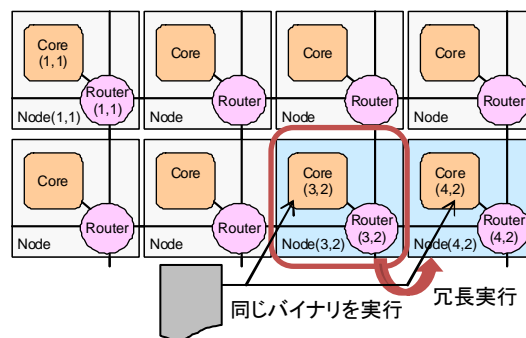 Core
(1,1)
Router
(1,1)
Node(1,1)
Core
Router
Node
Core
Router
Node
Core
Router
Node
Core
Router
Node
Core
Router
Node
Core
(3,2)
Router
(3,2)
Node(3,2)
Core
(4,2)
Router
(4,2)
Node(4,2)
同じバイナリを実行
冗長実行